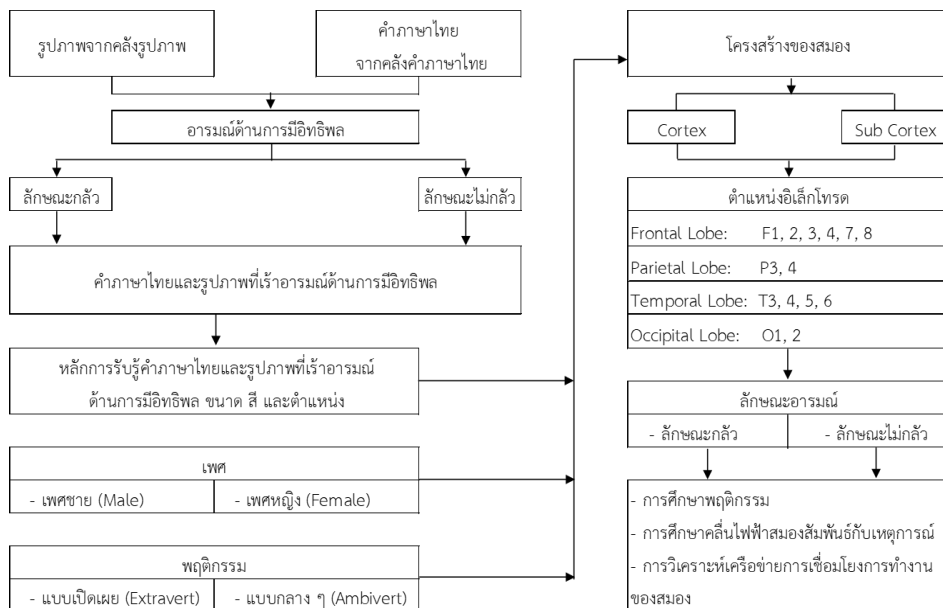 รูปภาพจากคลังรูปภาพ
คำภาษาไทย
จากคลังคำภาษาไทย
อารมณ์ด้านการมีอิทธิพล
ลักษณะกลัว
ลักษณะไม่กลัว
คำภาษาไทยและรูปภาพที่เร้าอารมณ์ด้านการมีอิทธิพล
หลักการรับรู้คำภาษาไทยและรูปภาพที่เร้าอารมณ์
ด้านการมีอิทธิพล ขนาด สี และตำแหน่ง
เพศ
- เพศชาย (Male)
- เพศหญิง (Female)
พฤติกรรม
- แบบเปิดเผย (Extravert)
- แบบกลาง ๆ (Ambivert)
โครงสร้างของสมอง
Cortex
Sub Cortex
ตำแหน่งอิเล็กโทรด
Frontal Lobe: F1, 2, 3, 4, 7, 8
Parietal Lobe: P3, 4
Temporal Lobe: T3, 4, 5, 6
Occipital Lobe: O1, 2
ลักษณะอารมณ์
- ลักษณะกลัว
- ลักษณะไม่กลัว
- การศึกษาพฤติกรรม
- การศึกษาคลื่นไฟฟ้าสมองสัมพันธ์กับเหตุการณ์
- การวิเคราะห์เครือข่ายการเชื่อมโยงการทำงาน
ของสมอง